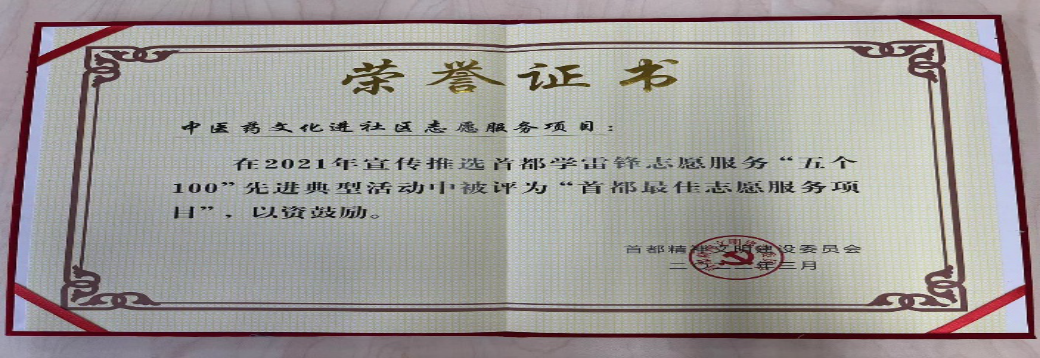 荣誉证书
中医药文化进社区志愿服务项目：
在2021年宣传推选首都学雷锋志愿服务“五个
100”先进典型活动中被评为“首都最佳志愿服务项
目”，以资鼓励。
首都精神文明建设委员会
二〇二二年三月